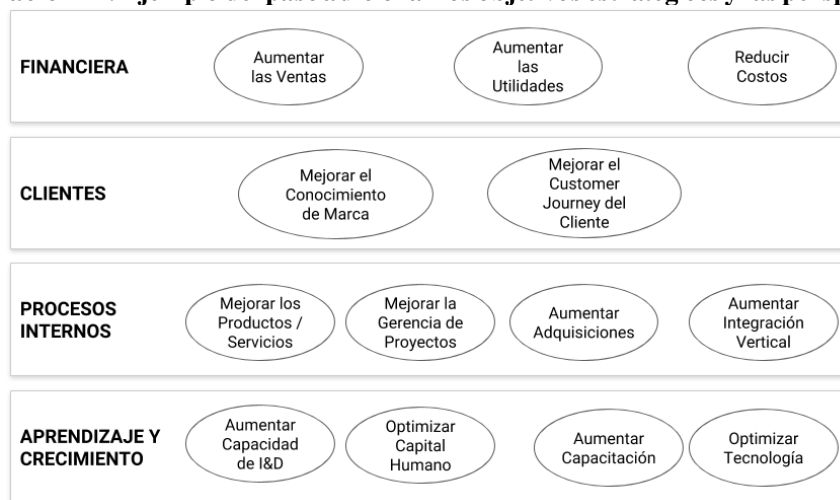 FINANCIERA
Aumentar
las Ventas
Aumentar
las
Utilidades
Reducir
Costos
CLIENTES
Mejorar el
Conocimiento
de Marca
Mejorar el
Customer
Journey del
Cliente
PROCESOS
INTERNOS
Mejorar los
Productos /
Servicios
Mejorar la
Gerencia de
Proyectos
Aumentar
Adquisiciones
Aumentar
Integración
Vertical
APRENDIZAJE Y
CRECIMIENTO
Aumentar
Capacidad
de I&D
Optimizar
Capital
Humano
Aumentar
Capacitación
Optimizar
Tecnología